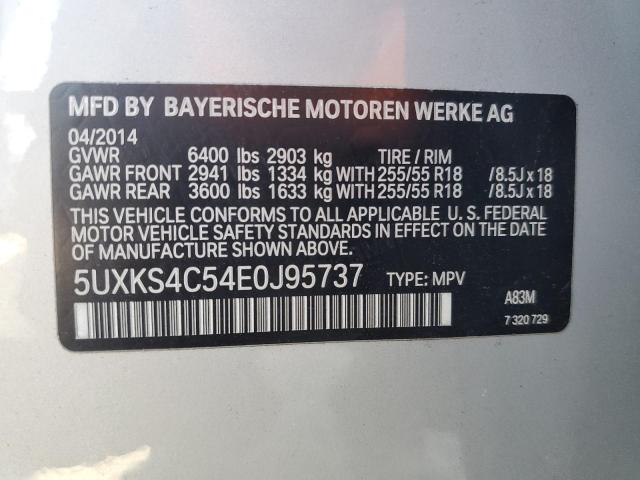 MFD BY BAYERISCHE MOTOREN WERKE AG
04/2014
GVWR 6400 lbs 2903 kg TIRE / RIM
GAWR FRONT 2941 lbs 1334 kg WITH 255/55 R18 /8.5J x 18
GAWR REAR 3600 lbs 1633 kg WITH 255/55 R18 /8.5J x 18
THIS VEHICLE CONFORMS TO ALL APPLICABLE U. S. FEDERAL
MOTOR VEHICLE SAFETY STANDARDS IN EFFECT ON THE DATE
OF MANUFACTURE SHOWN ABOVE.
5UXKS4C54E0J95737 TYPE: MPV
A83M
7 320 729